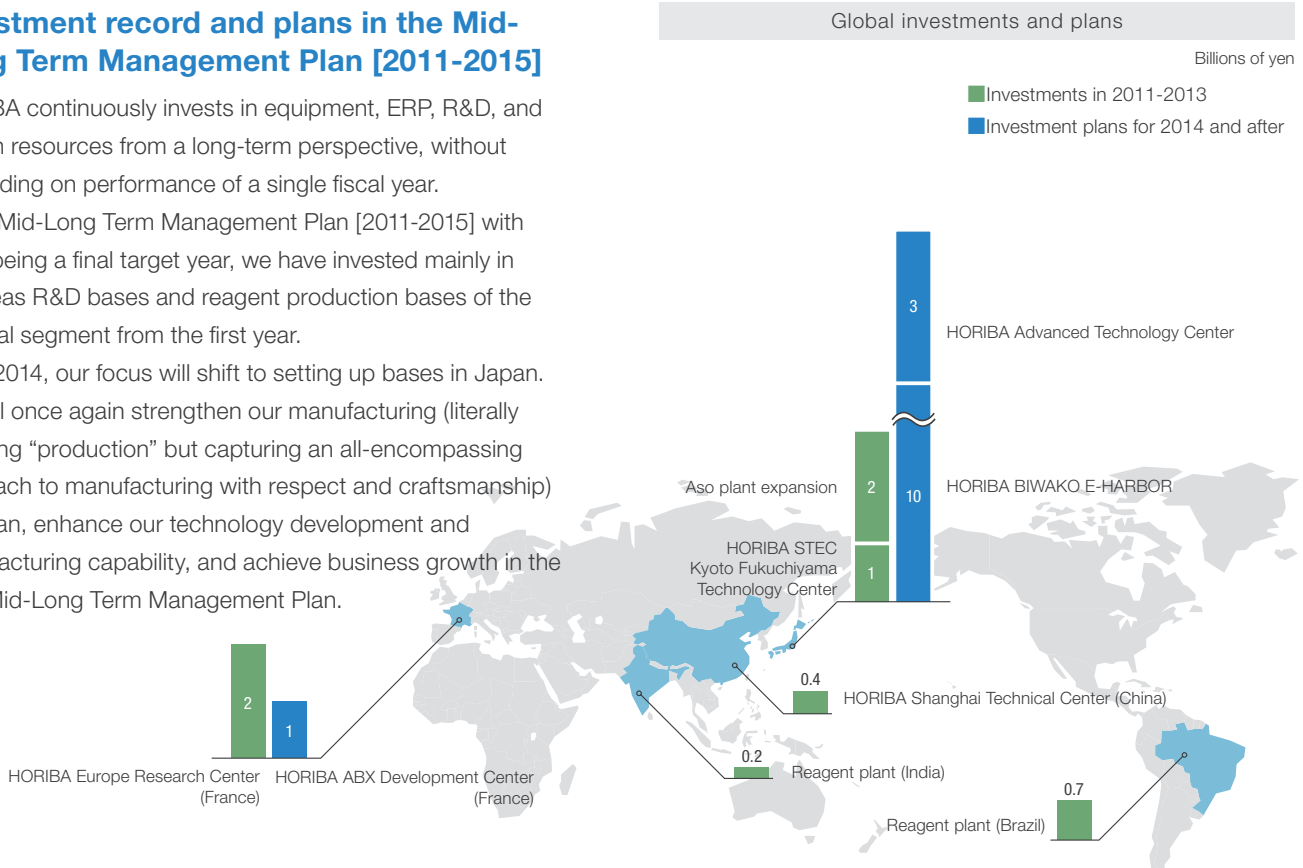 stment record and plans in the Mid-
g Term Management Plan [2011-2015]
BA continuously invests in equipment, ERP, R&D, and
n resources from a long-term perspective, without
ding on performance of a single fiscal year.
Mid-Long Term Management Plan [2011-2015] with
being a final target year, we have invested mainly in
eas R&D bases and reagent production bases of the
al segment from the first year.
2014, our focus will shift to setting up bases in Japan.
l once again strengthen our manufacturing (literally
ng “production” but capturing an all-encompassing
ach to manufacturing with respect and craftsmanship)
an, enhance our technology development and
acturing capability, and achieve business growth in the
Mid-Long Term Management Plan.
Global investments and plans
Billions of yen
Investments in 2011-2013
Investment plans for 2014 and after
3
HORIBA Advanced Technology Center
Aso plant expansion
2
10
HORIBA BIWAKO E-HARBOR
HORIBA STEC
Kyoto Fukuchiyama
Technology Center
1
2
1
HORIBA Europe Research Center
(France)
HORIBA ABX Development Center
(France)
0.4
HORIBA Shanghai Technical Center (China)
0.2
Reagent plant (India)
0.7
Reagent plant (Brazil)